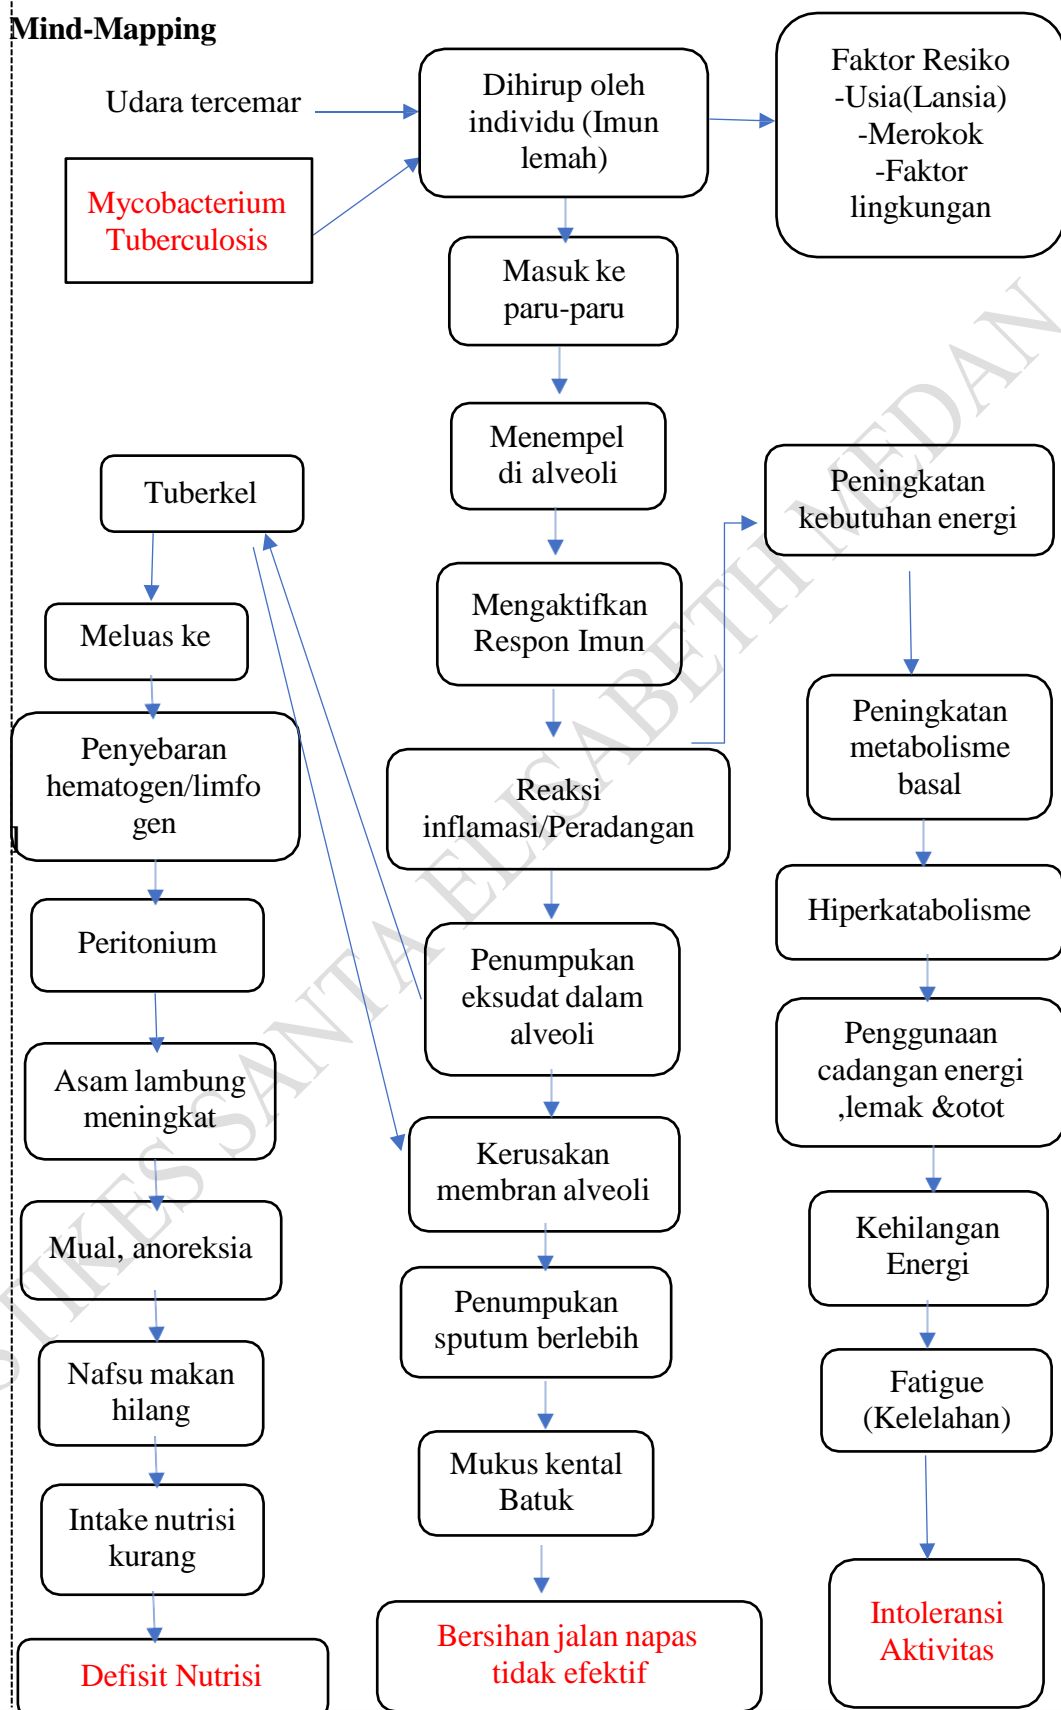 Mind-Mapping
Udara tercemar
Mycobacterium
Tuberculosis
Dihirup oleh
individu (Imun
lemah)
Faktor Resiko
-Usia(Lansia)
-Merokok
-Faktor
lingkungan
Masuk ke
paru-paru
Menempel
di alveoli
Mengaktifkan
Respon Imun
Reaksi
inflamasi/Peradangan
Penumpukan
eksudat dalam
alveoli
Kerusakan
membran alveoli
Penumpukan
sputum berlebih
Mukus kental
Batuk
Bersihan jalan napas
tidak efektif
Tuberkel
Meluas ke
Penyebaran
hematogen/limfo
gen
l
Peritonium
Asam lambung
meningkat
Mual, anoreksia
Nafsu makan
hilang
Intake nutrisi
kurang
Defisit Nutrisi
Peningkatan
kebutuhan energi
Peningkatan
metabolisme
basal
Hiperkatabolisme
Penggunaan
cadangan energi
,lemak &otot
Kehilangan
Energi
Fatigue
(Kelelahan)
Intoleransi
Aktivitas
STIKES SANTA ELISABETH MEDAN